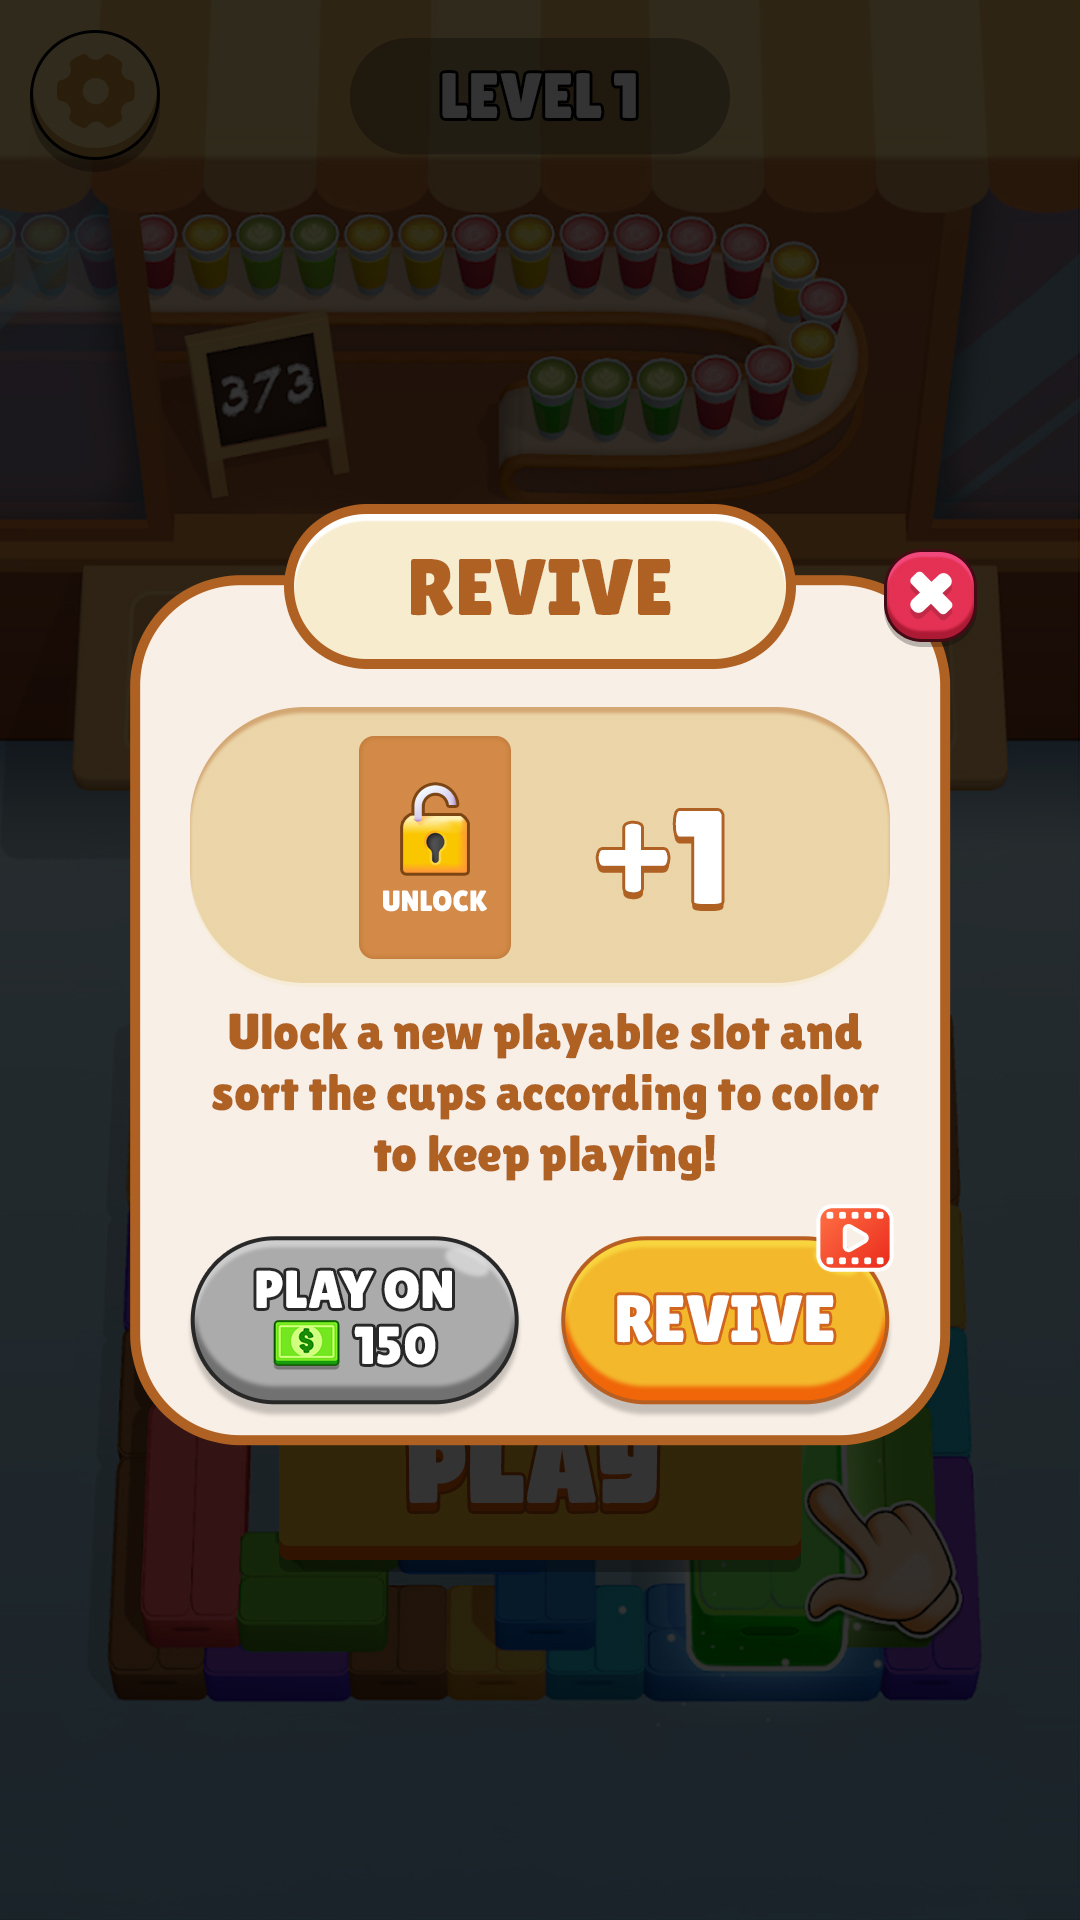 LEVEL 1
373
REVIVE
UNLOCK
+1
Ulock a new playable slot and
sort the cups according to color
to keep playing!
PLAY ON
150
REVIVE
PLAY